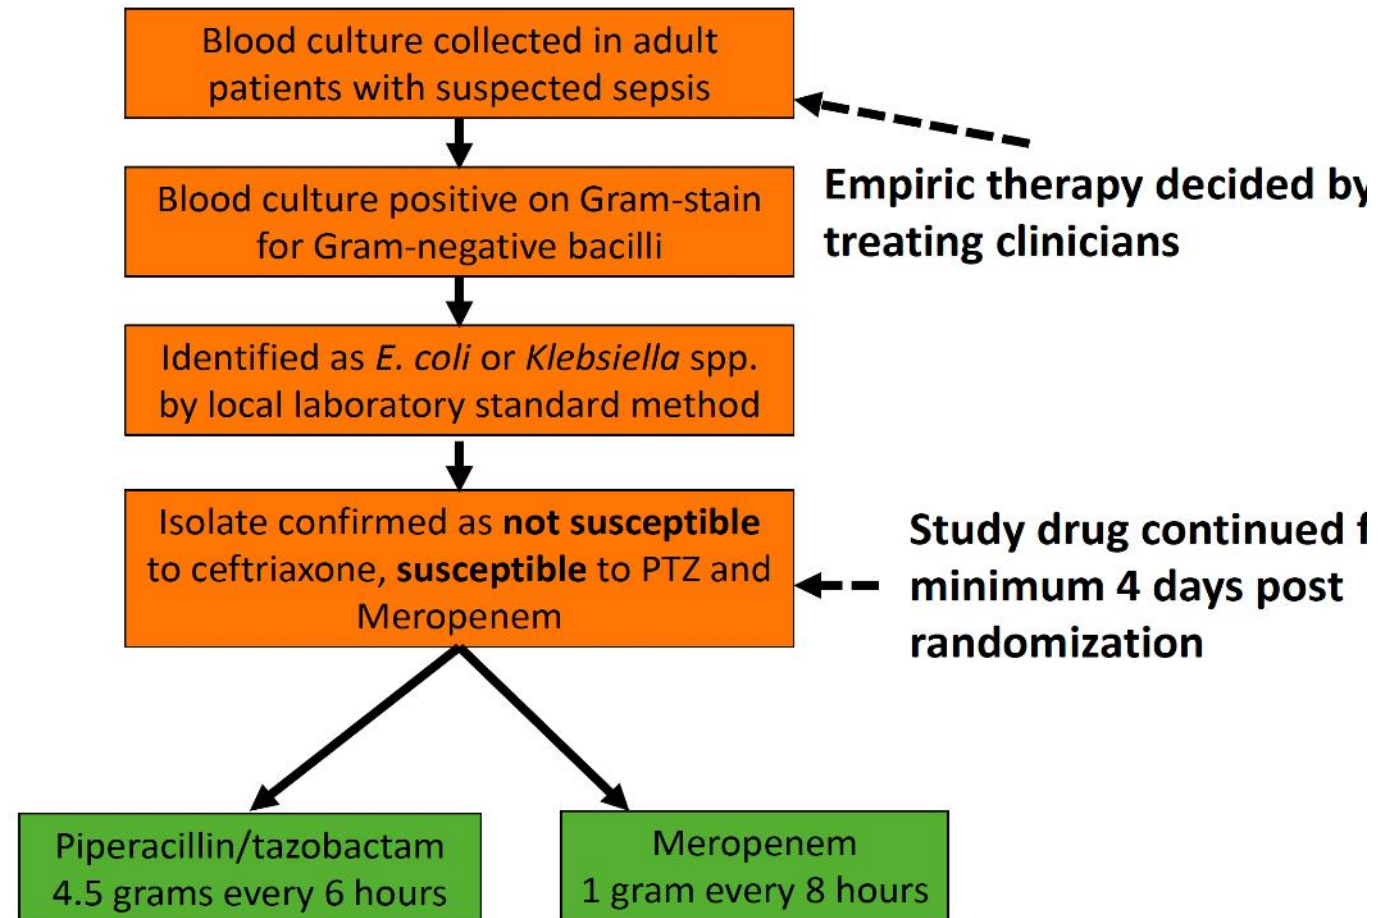 Blood culture collected in adult
patients with suspected sepsis
Blood culture positive on Gram-stain
for Gram-negative bacilli
Empiric therapy decided by
treating clinicians
Identified as E. coli or Klebsiella spp.
by local laboratory standard method
Isolate confirmed as not susceptible
to ceftriaxone, susceptible to PTZ and
Meropenem
Study drug continued f
minimum 4 days post
randomization
Piperacillin/tazobactam
4.5 grams every 6 hours
Meropenem
1 gram every 8 hours